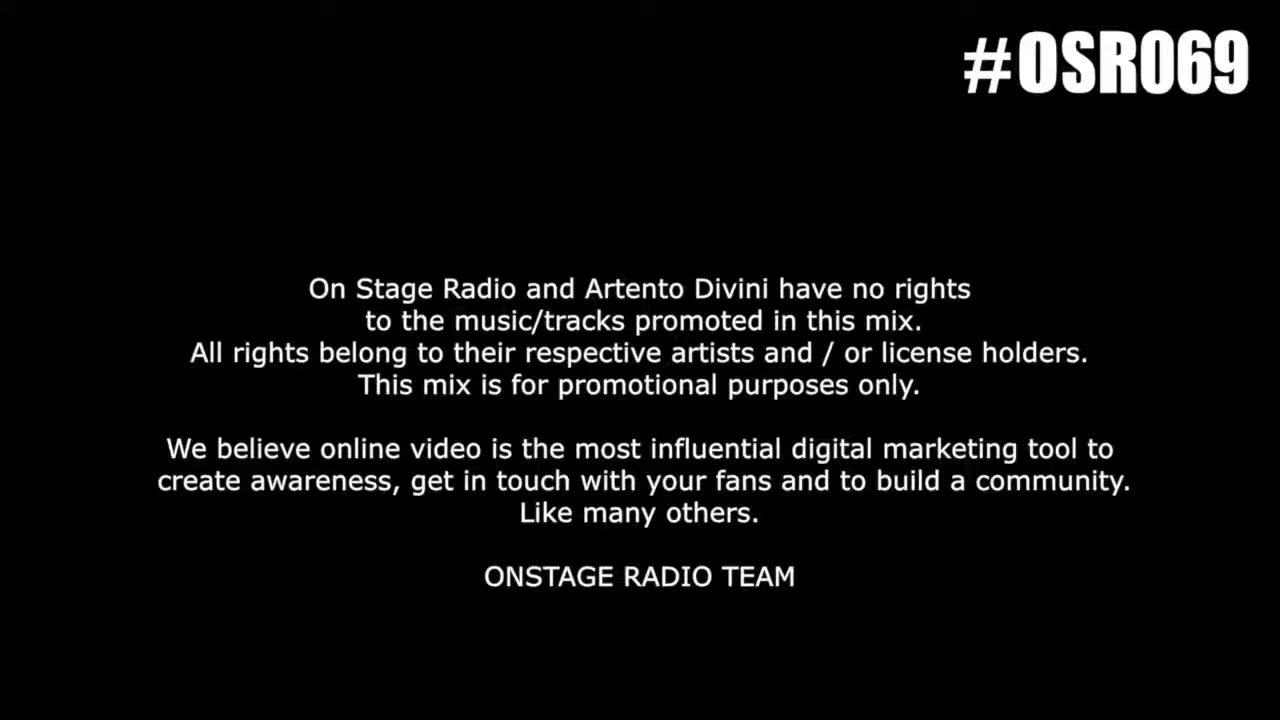 #OSR069
On Stage Radio and Artento Divini have no rights
to the music/tracks promoted in this mix.
All rights belong to their respective artists and / or license holders.
This mix is for promotional purposes only.
We believe online video is the most influential digital marketing tool to
create awareness, get in touch with your fans and to build a community.
Like many others.
ONSTAGE RADIO TEAM